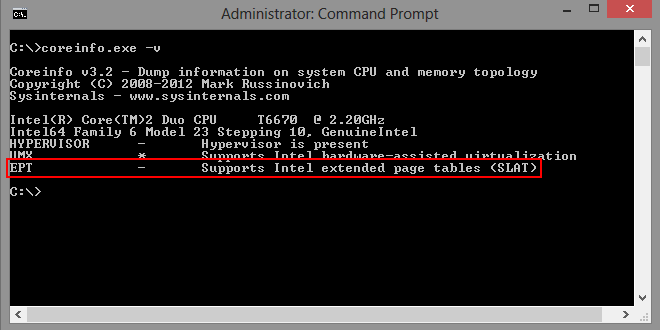 Administrator: Command Prompt
C:\>coreinfo.exe -v
Coreinfo v3.2 - Dump information on system CPU and memory topology
Copyright (C) 2008-2012 Mark Russinovich
Sysinternals - www.sysinternals.com
Intel(R) Core(TM)2 Duo CPU     T6670  @ 2.20GHz
Intel64 Family 6 Model 23 Stepping 10, GenuineIntel
HYPERVISOR      -       Hypervisor is present
VMX             *       Supports Intel hardware-assisted virtualization
EPT             -       Supports Intel extended page tables (SLAT)
C:\>